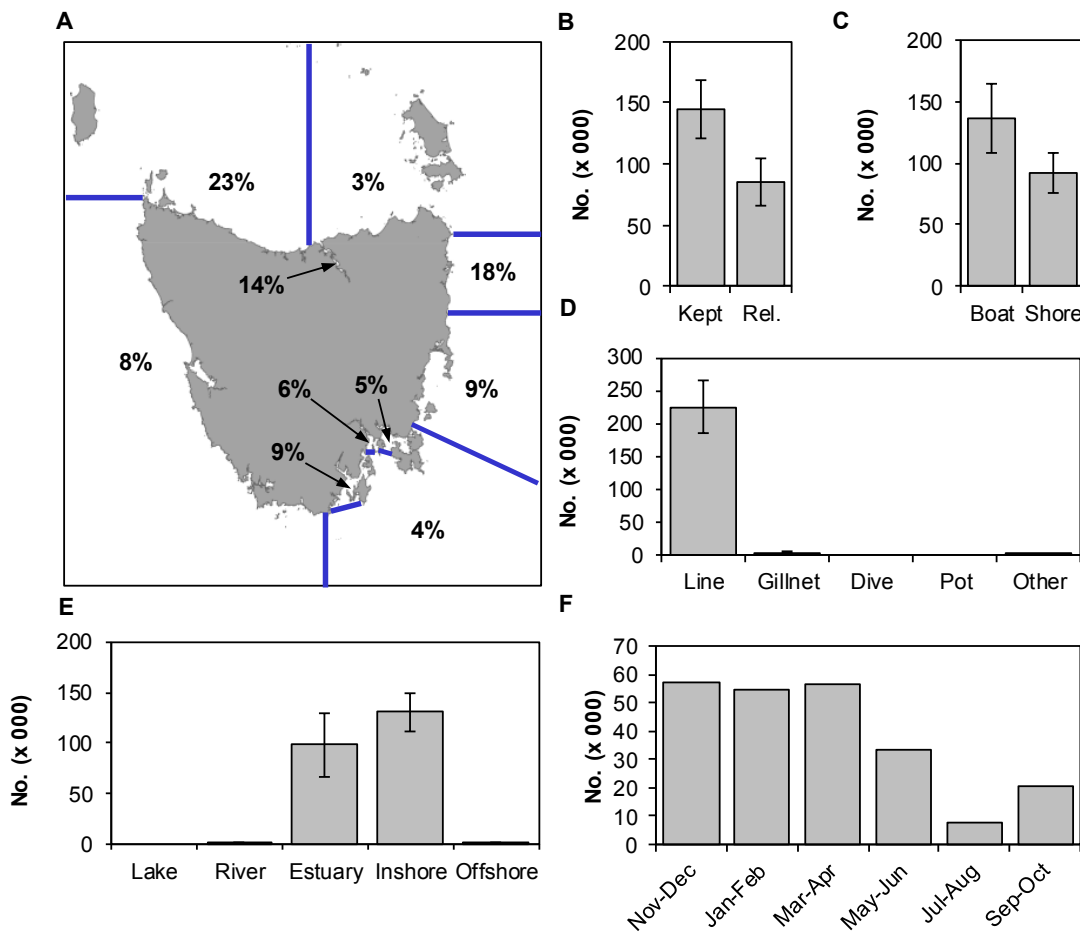 A
23%
3%
14%
18%
8%
6%
5%
9%
9%
4%
B
No. (x 000)
200
150
100
50
0
Kept Rel.
C
No. (x 000)
200
150
100
50
0
Boat Shore
D
No. (x 000)
300
250
200
150
100
50
0
Line Gillnet Dive Pot Other
E
No. (x 000)
200
150
100
50
0
Lake River Estuary Inshore Offshore
F
No. (x 000)
70
60
50
40
30
20
10
0
Nov-Dec
Jan-Feb
Mar-Apr
May-Jun
Jul-Aug
Sep-Oct